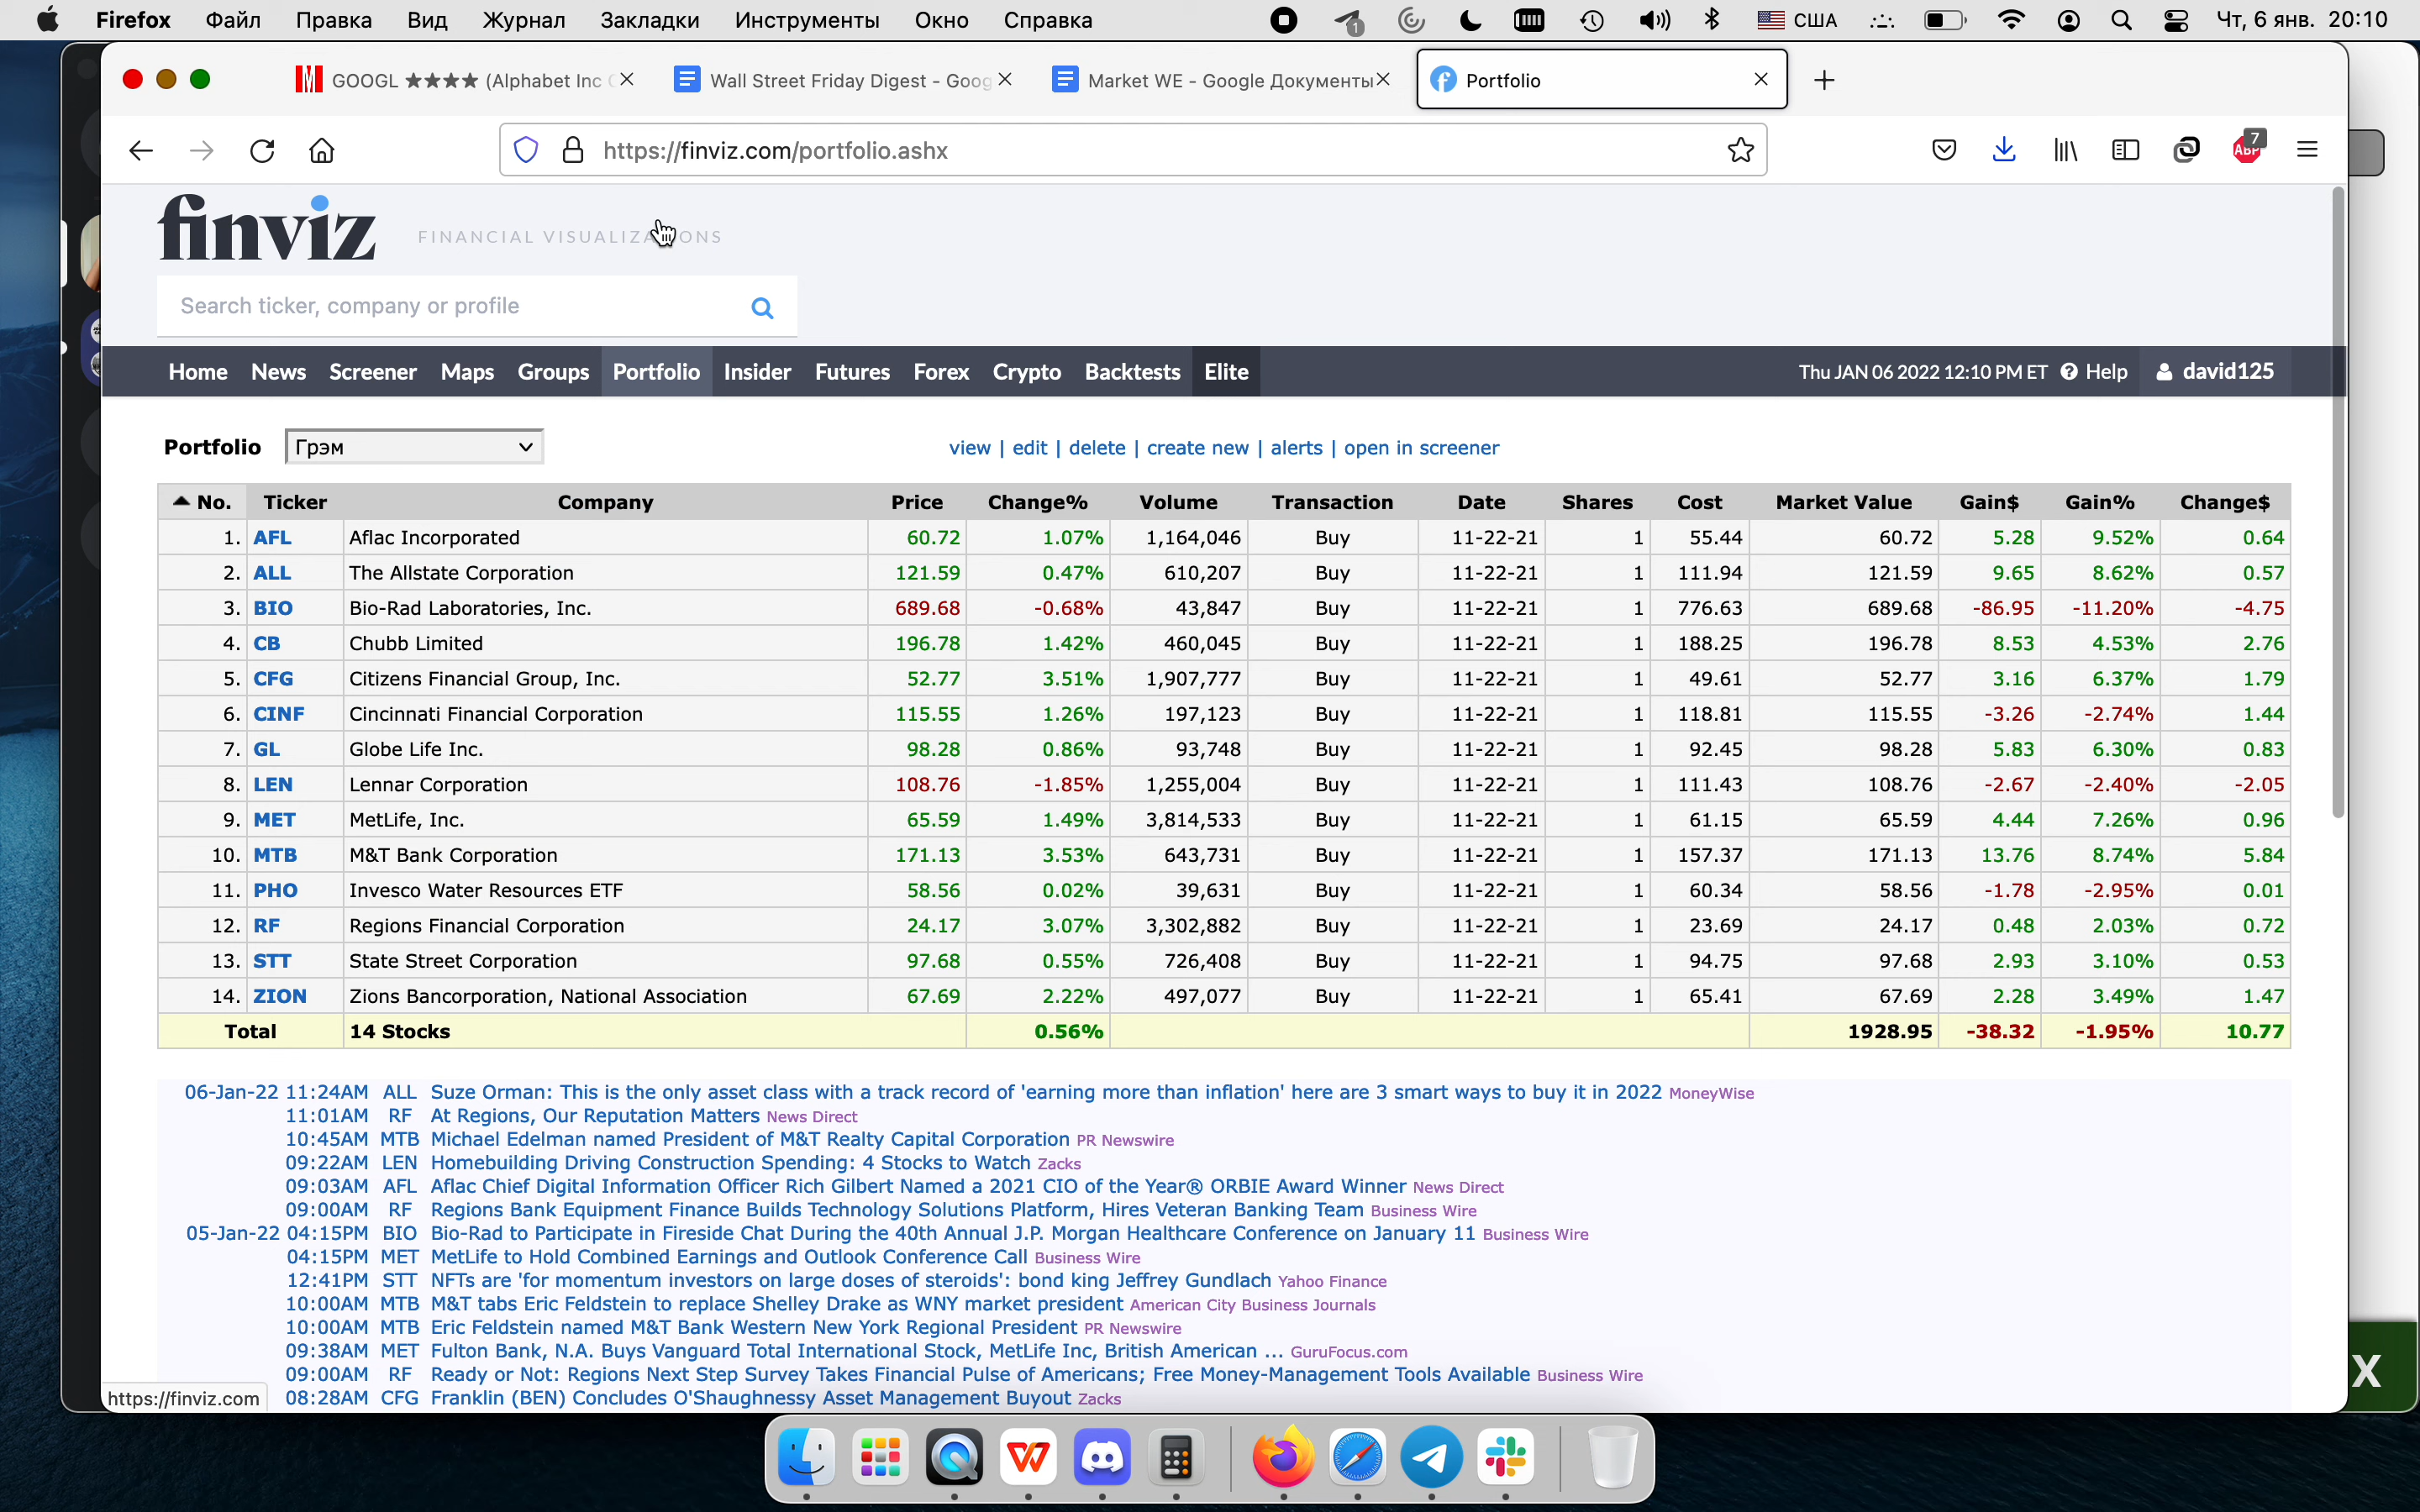 Firefox Файл Правка Вид Журнал Закладки Инструменты Окно Справка 1 США Чт, 6 янв. 20:10
GOOGL ★★★★ (Alphabet Inc Wall Street Friday Digest - Goog Market WE - Google Документы Portfolio
https://finviz.com/portfolio.ashx ABP 7
finviz FINANCIAL VISUALIZATIONS
Search ticker, company or profile
Home News Screener Maps Groups Portfolio Insider Futures Forex Crypto Backtests Elite Thu JAN 06 2022 12:10 PM ET Help david125
Portfolio Грэм view | edit | delete | create new | alerts | open in screener
No. Ticker Company Price Change% Volume Transaction Date Shares Cost Market Value Gain$ Gain% Change$
1. AFL Aflac Incorporated 60.72 1.07% 1,164,046 Buy 11-22-21 1 55.44 60.72 5.28 9.52% 0.64
2. ALL The Allstate Corporation 121.59 0.47% 610,207 Buy 11-22-21 1 111.94 121.59 9.65 8.62% 0.57
3. BIO Bio-Rad Laboratories, Inc. 689.68 -0.68% 43,847 Buy 11-22-21 1 776.63 689.68 -86.95 -11.20% -4.75
4. CB Chubb Limited 196.78 1.42% 460,045 Buy 11-22-21 1 188.25 196.78 8.53 4.53% 2.76
5. CFG Citizens Financial Group, Inc. 52.77 3.51% 1,907,777 Buy 11-22-21 1 49.61 52.77 3.16 6.37% 1.79
6. CINF Cincinnati Financial Corporation 115.55 1.26% 197,123 Buy 11-22-21 1 118.81 115.55 -3.26 -2.74% 1.44
7. GL Globe Life Inc. 98.28 0.86% 93,748 Buy 11-22-21 1 92.45 98.28 5.83 6.30% 0.83
8. LEN Lennar Corporation 108.76 -1.85% 1,255,004 Buy 11-22-21 1 111.43 108.76 -2.67 -2.40% -2.05
9. MET MetLife, Inc. 65.59 1.49% 3,814,533 Buy 11-22-21 1 61.15 65.59 4.44 7.26% 0.96
10. MTB M&T Bank Corporation 171.13 3.53% 643,731 Buy 11-22-21 1 157.37 171.13 13.76 8.74% 5.84
11. PHO Invesco Water Resources ETF 58.56 0.02% 39,631 Buy 11-22-21 1 60.34 58.56 -1.78 -2.95% 0.01
12. RF Regions Financial Corporation 24.17 3.07% 3,302,882 Buy 11-22-21 1 23.69 24.17 0.48 2.03% 0.72
13. STT State Street Corporation 97.68 0.55% 726,408 Buy 11-22-21 1 94.75 97.68 2.93 3.10% 0.53
14. ZION Zions Bancorporation, National Association 67.69 2.22% 497,077 Buy 11-22-21 1 65.41 67.69 2.28 3.49% 1.47
Total 14 Stocks 0.56% 1928.95 -38.32 -1.95% 10.77
06-Jan-22 11:24AM ALL Suze Orman: This is the only asset class with a track record of 'earning more than inflation' here are 3 smart ways to buy it in 2022 MoneyWise
11:01AM RF At Regions, Our Reputation Matters News Direct
10:45AM MTB Michael Edelman named President of M&T Realty Capital Corporation PR Newswire
09:22AM LEN Homebuilding Driving Construction Spending: 4 Stocks to Watch Zacks
09:03AM AFL Aflac Chief Digital Information Officer Rich Gilbert Named a 2021 CIO of the Year® ORBIE Award Winner News Direct
09:00AM RF Regions Bank Equipment Finance Builds Technology Solutions Platform, Hires Veteran Banking Team Business Wire
05-Jan-22 04:15PM BIO Bio-Rad to Participate in Fireside Chat During the 40th Annual J.P. Morgan Healthcare Conference on January 11 Business Wire
04:15PM MET MetLife to Hold Combined Earnings and Outlook Conference Call Business Wire
12:41PM STT NFTs are 'for momentum investors on large doses of steroids': bond king Jeffrey Gundlach Yahoo Finance
10:00AM MTB M&T tabs Eric Feldstein to replace Shelley Drake as WNY market president American City Business Journals
10:00AM MTB Eric Feldstein named M&T Bank Western New York Regional President PR Newswire
09:38AM MET Fulton Bank, N.A. Buys Vanguard Total International Stock, MetLife Inc, British American ... GuruFocus.com
09:00AM RF Ready or Not: Regions Next Step Survey Takes Financial Pulse of Americans; Free Money-Management Tools Available Business Wire
https://finviz.com 08:28AM CFG Franklin (BEN) Concludes O'Shaughnessy Asset Management Buyout Zacks
X